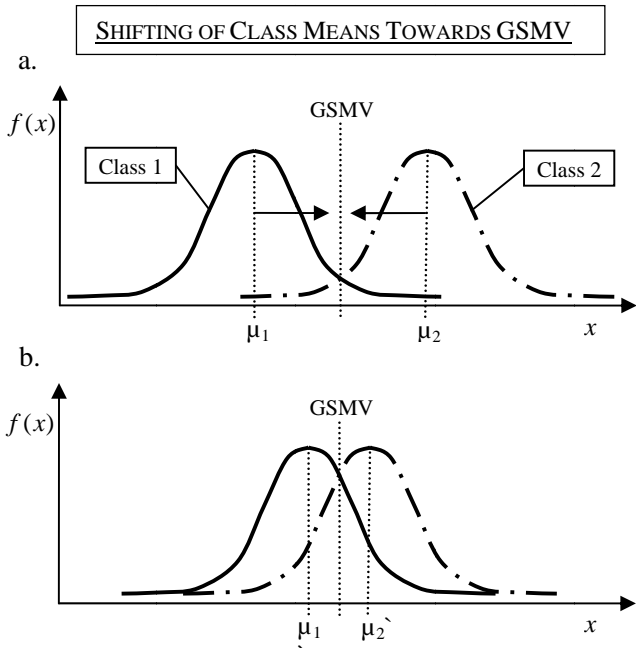 SHIFTING OF CLASS MEANS TOWARDS GSMV
a.
GSMV
f(x)
Class 1
Class 2
μ1
μ2
x
b.
GSMV
f(x)
μ1
`
μ2`
x